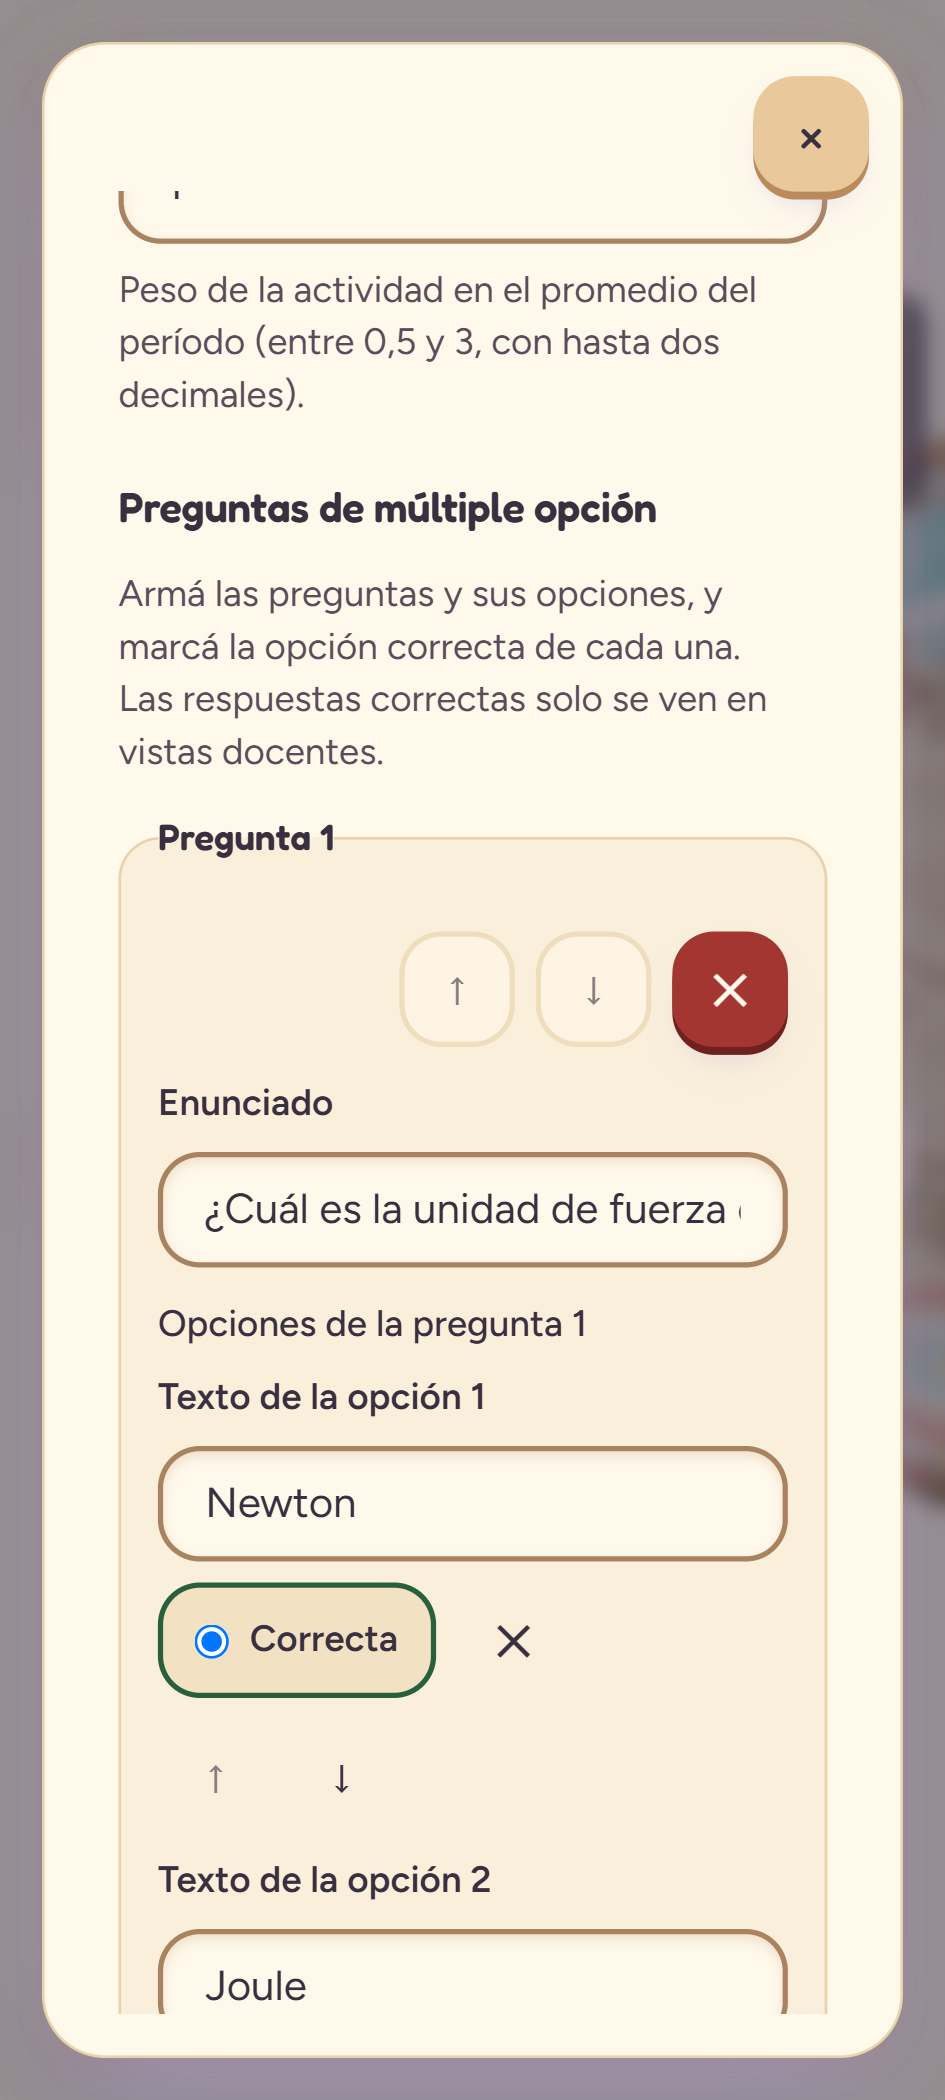 ×
Peso de la actividad en el promedio del
período (entre 0,5 y 3, con hasta dos
decimales).
Preguntas de múltiple opción
Armá las preguntas y sus opciones, y
marcá la opción correcta de cada una.
Las respuestas correctas solo se ven en
vistas docentes.
Pregunta 1
↑ ↓ ×
Enunciado
¿Cuál es la unidad de fuerza
Opciones de la pregunta 1
Texto de la opción 1
Newton
Correcta ×
↑ ↓
Texto de la opción 2
Joule